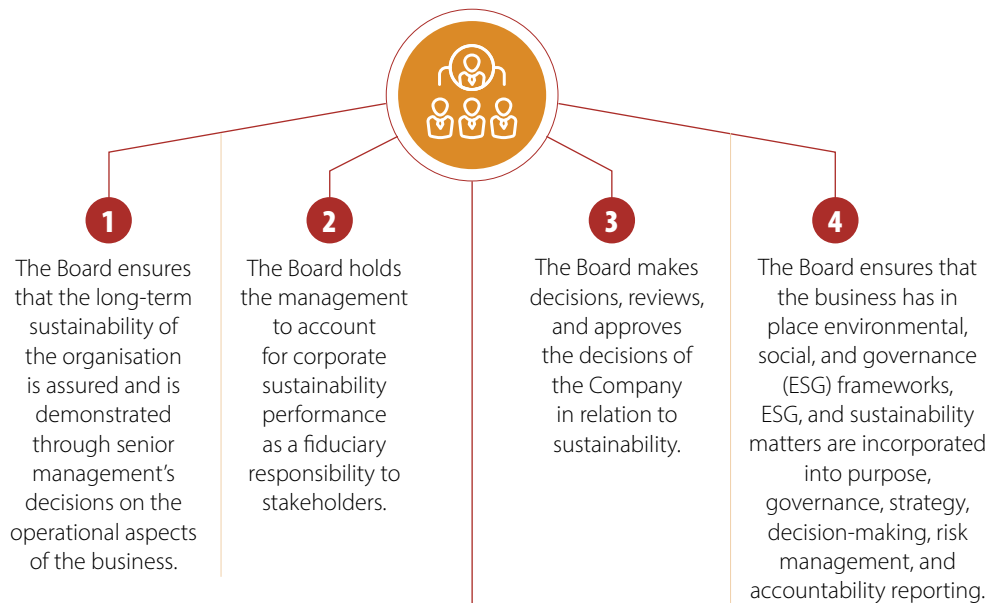 1
The Board ensures
that the long-term
sustainability of
the organisation
is assured and is
demonstrated
through senior
management’s
decisions on the
operational aspects
of the business.
2
The Board holds
the management
to account
for corporate
sustainability
performance
as a fiduciary
responsibility to
stakeholders.
3
The Board makes
decisions, reviews,
and approves
the decisions of
the Company
in relation to
sustainability.
4
The Board ensures that
the business has in
place environmental,
social, and governance
(ESG) frameworks,
ESG, and sustainability
matters are incorporated
into purpose,
governance, strategy,
decision-making, risk
management, and
accountability reporting.